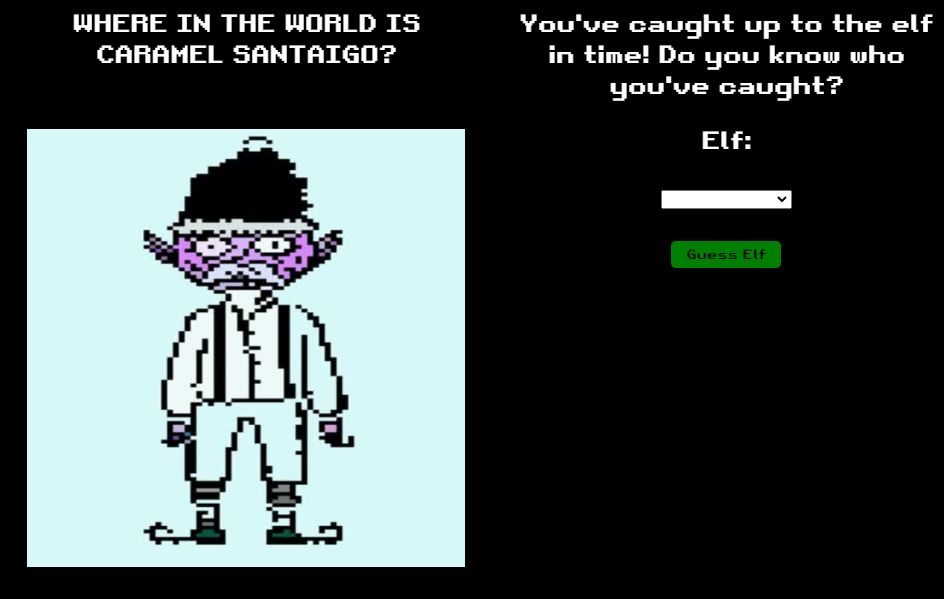 WHERE IN THE WORLD IS
CARAMEL SANTAIGO?
You've caught up to the elf
in time! Do you know who
you've caught?
Elf:
Guess Elf